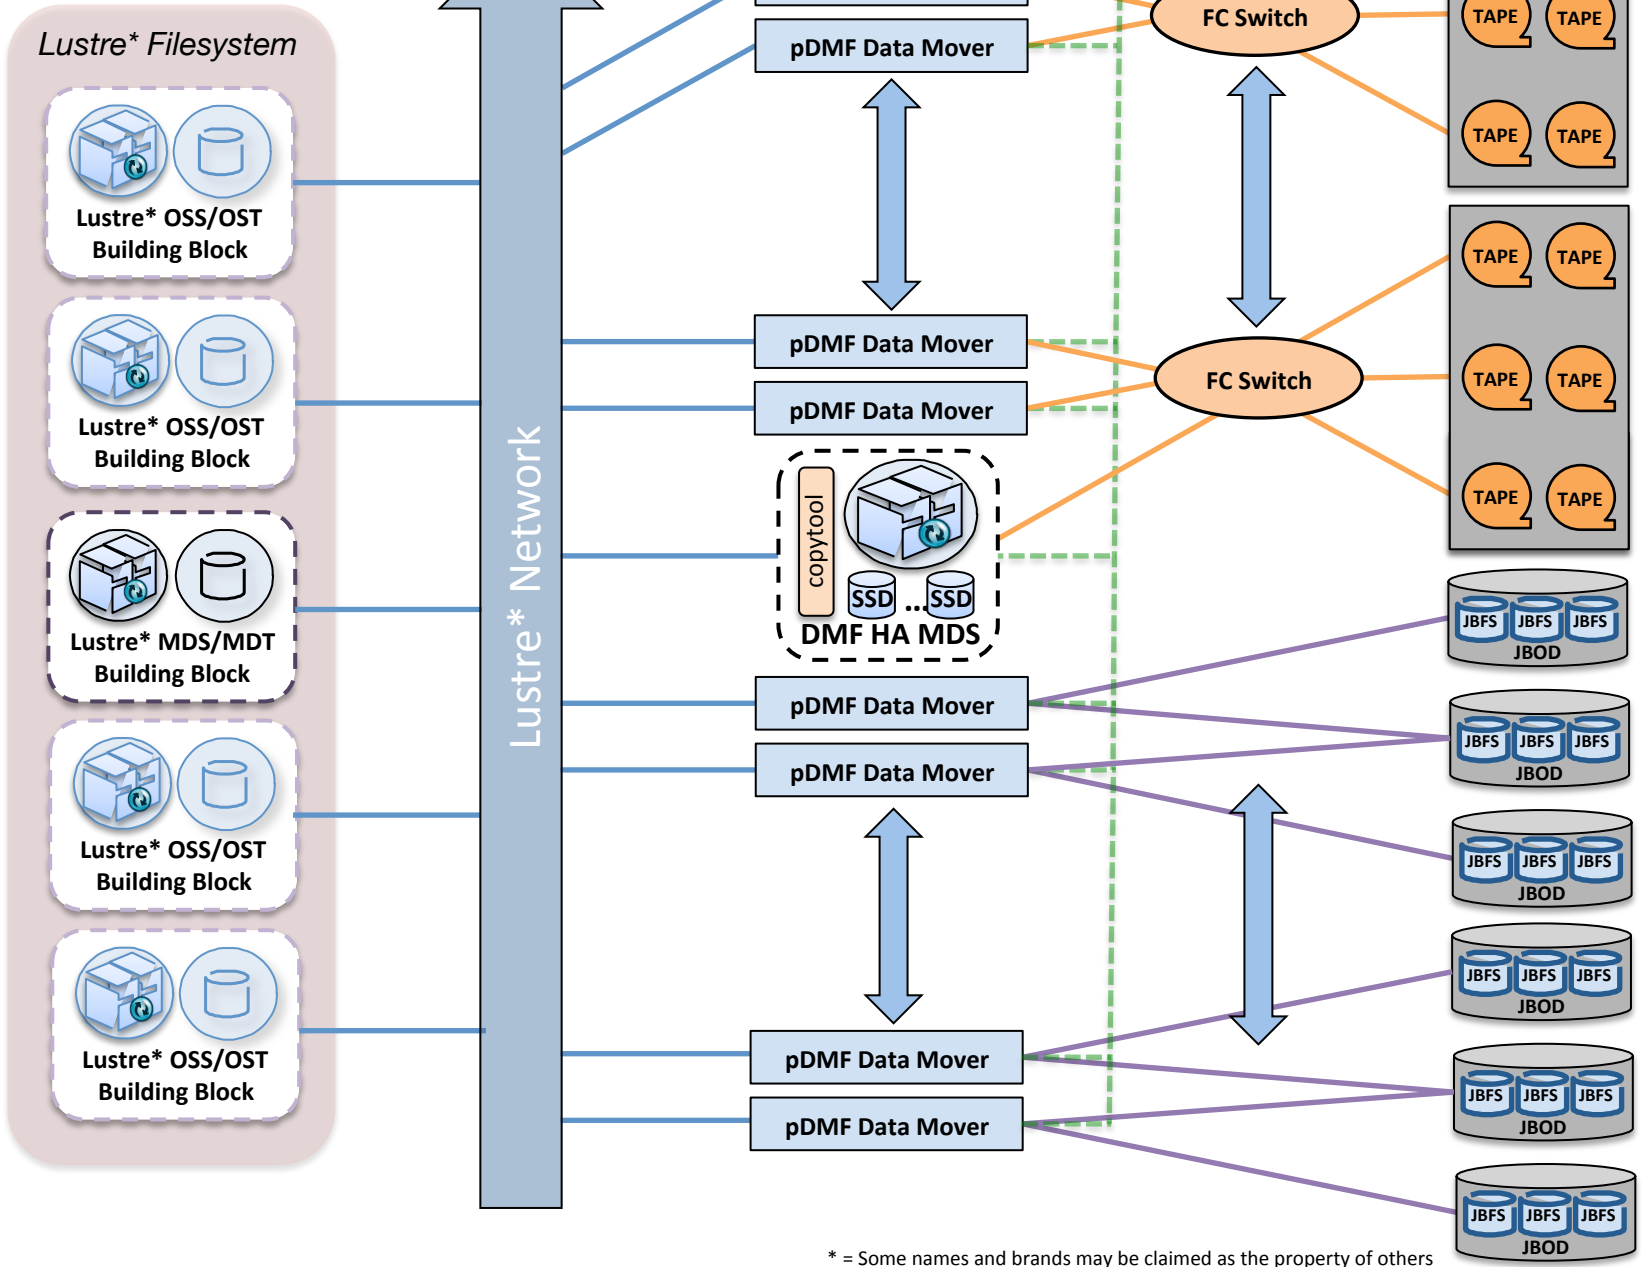 Lustre* Filesystem
Lustre* OSS/OST
Building Block
Lustre* OSS/OST
Building Block
Lustre* MDS/MDT
Building Block
Lustre* OSS/OST
Building Block
Lustre* OSS/OST
Building Block
Lustre* Network
pDMF Data Mover
pDMF Data Mover
pDMF Data Mover
copytool
SSD ... SSD
DMF HA MDS
pDMF Data Mover
pDMF Data Mover
pDMF Data Mover
pDMF Data Mover
FC Switch
FC Switch
TAPE TAPE
TAPE TAPE
TAPE TAPE
TAPE TAPE
TAPE TAPE
JBFS JBFS JBFS
JBOD
JBFS JBFS JBFS
JBOD
JBFS JBFS JBFS
JBOD
JBFS JBFS JBFS
JBOD
JBFS JBFS JBFS
JBOD
JBFS JBFS JBFS
JBOD
* = Some names and brands may be claimed as the property of others